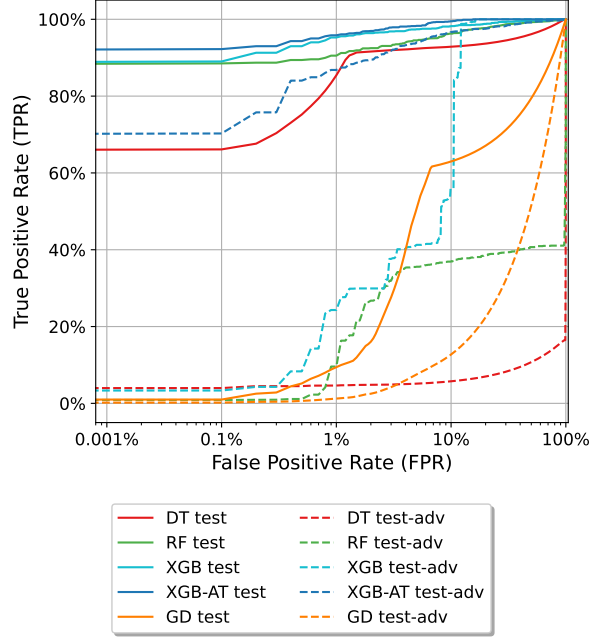 100%
80%
60%
40%
20%
0%
True Positive Rate (TPR)
0.001% 0.1% 1% 10% 100%
False Positive Rate (FPR)
DT test DT test-adv
RF test RF test-adv
XGB test XGB test-adv
XGB-AT test XGB-AT test-adv
GD test GD test-adv